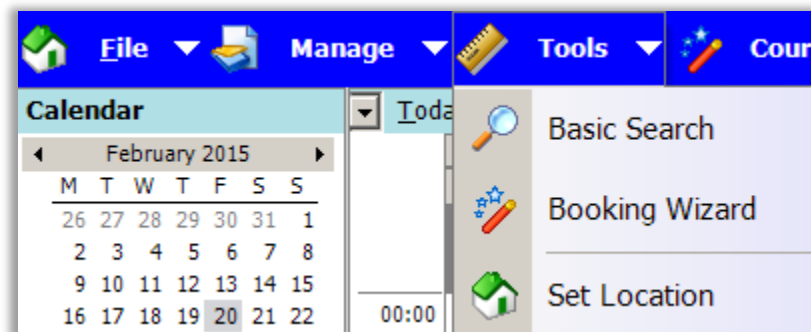 File Manage Tools Cour
Calendar Toda
February 2015
M T W T F S S
26 27 28 29 30 31 1
2 3 4 5 6 7 8
9 10 11 12 13 14 15
16 17 18 19 20 21 22
00:00
Basic Search
Booking Wizard
Set Location